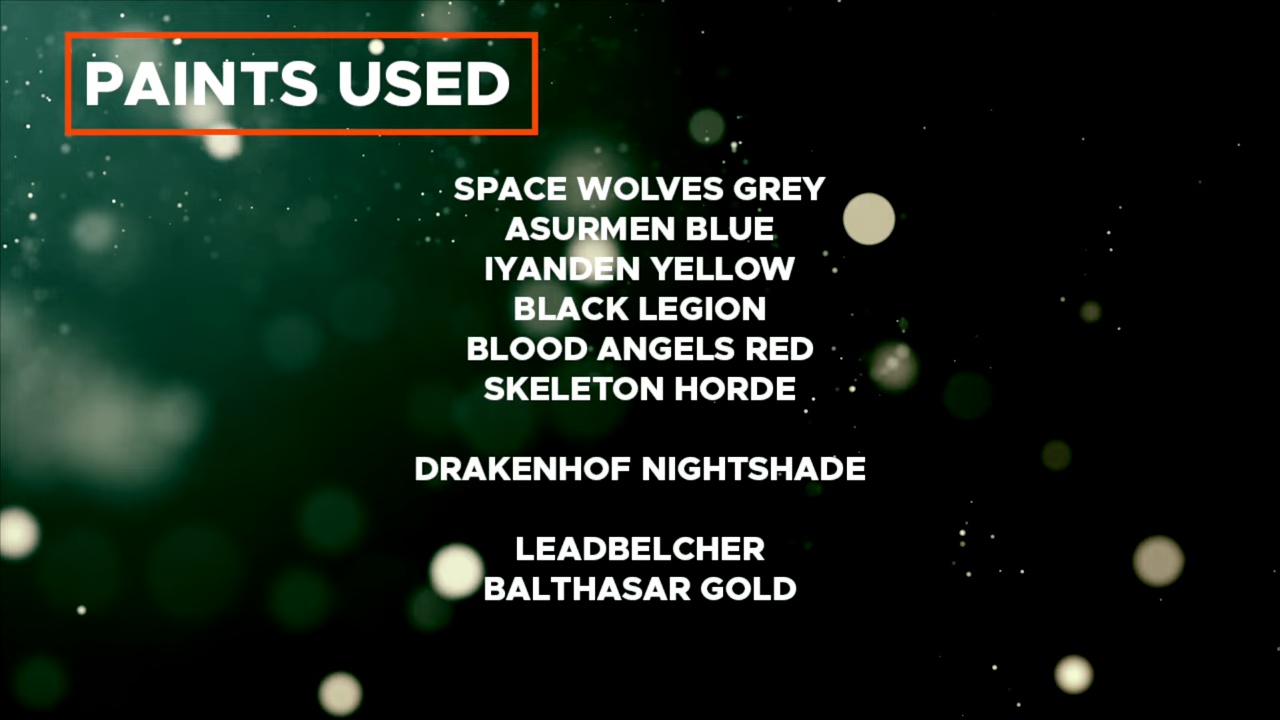 PAINTS USED
SPACE WOLVES GREY
ASURMEN BLUE
IYANDEN YELLOW
BLACK LEGION
BLOOD ANGELS RED
SKELETON HORDE
DRAKENHOF NIGHTSHADE
LEADBELCHER
BALTHASAR GOLD